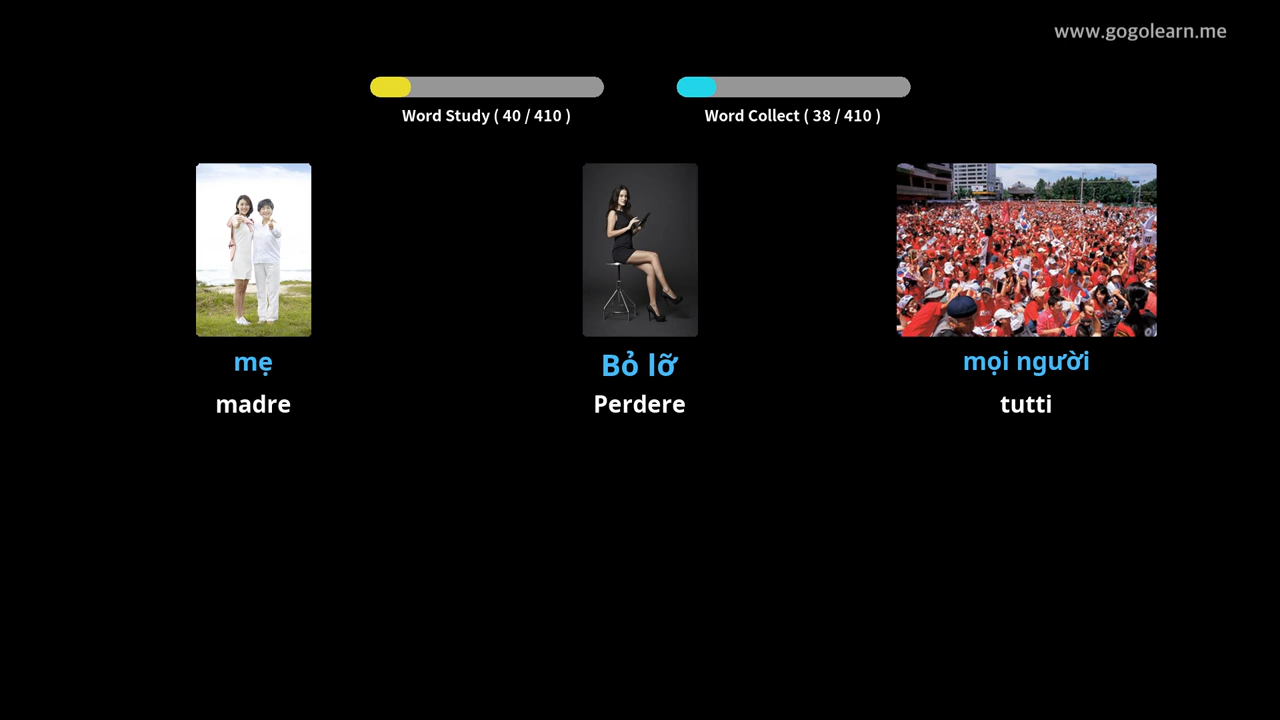 www.gogolearn.me
Word Study ( 40 / 410 )
Word Collect ( 38 / 410 )
mẹ
madre
Bỏ lỡ
Perdere
mọi người
tutti